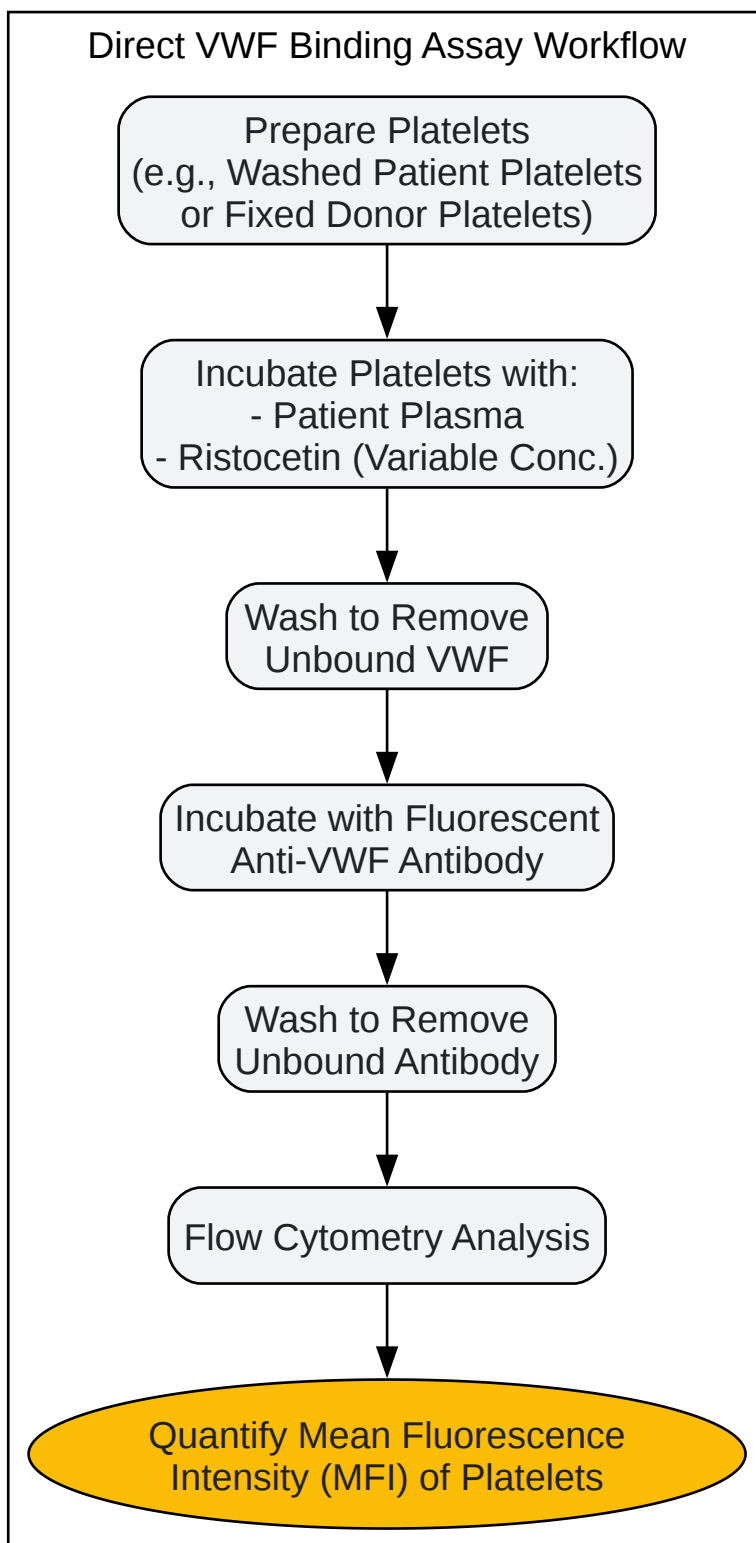 Direct VWF Binding Assay Workflow
Prepare Platelets
(e.g., Washed Patient Platelets
or Fixed Donor Platelets)
Incubate Platelets with:
- Patient Plasma
- Ristocetin (Variable Conc.)
Wash to Remove
Unbound VWF
Incubate with Fluorescent
Anti-VWF Antibody
Wash to Remove
Unbound Antibody
Flow Cytometry Analysis
Quantify Mean Fluorescence
Intensity (MFI) of Platelets